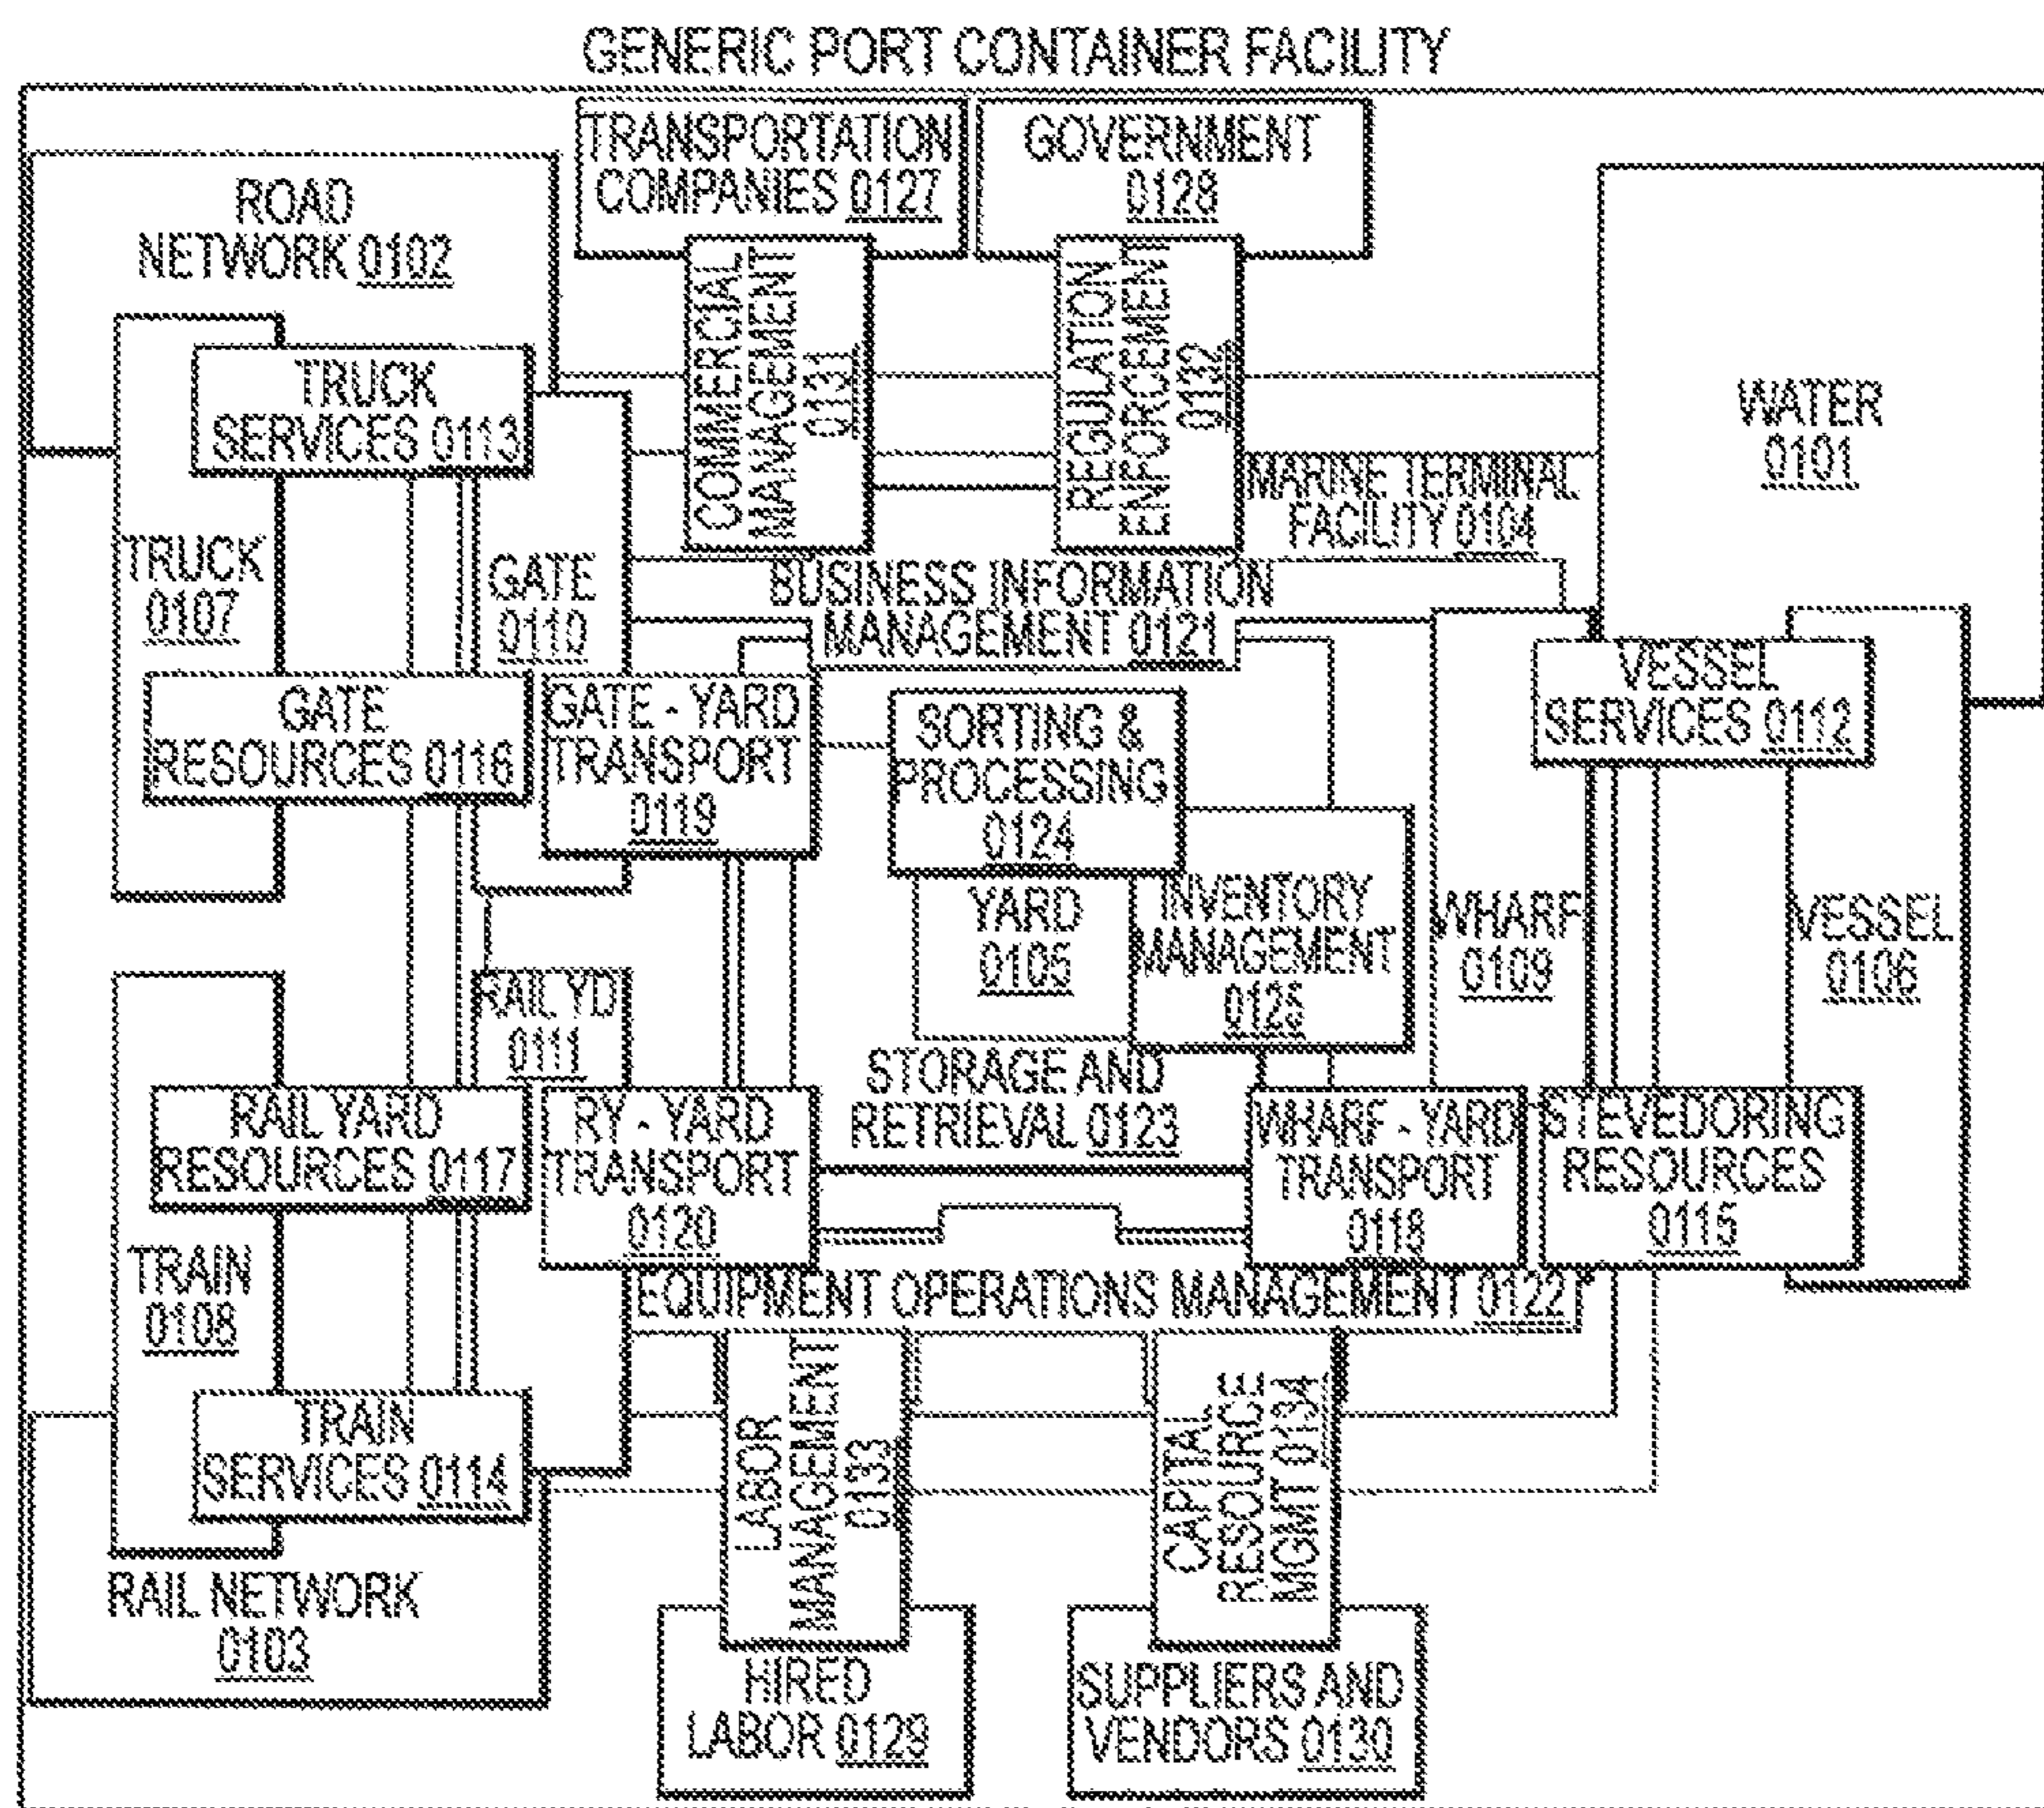 GENERIC PORT CONTAINER FACILITY
TRANSPORTATION
COMPANIES 0127
GOVERNMENT
0128
ROAD
NETWORK 0102
COMMERCIAL
MANAGEMENT
0131
REGULATION
ENFORCEMENT
0132
WATER
0101
TRUCK
SERVICES 0113
MARINE TERMINAL
FACILITY 0104
TRUCK
0107
GATE
0110
BUSINESS INFORMATION
MANAGEMENT 0121
VESSEL
SERVICES 0112
GATE
RESOURCES 0116
GATE - YARD
TRANSPORT
0119
SORTING &
PROCESSING
0124
YARD
0105
INVENTORY
MANAGEMENT
0125
WHARF
0109
VESSEL
0106
RAIL YD
0111
STORAGE AND
RETRIEVAL 0123
RAIL YARD
RESOURCES 0117
RY - YARD
TRANSPORT
0120
WHARF - YARD
TRANSPORT
0118
STEVEDORING
RESOURCES
0115
TRAIN
0108
EQUIPMENT OPERATIONS MANAGEMENT 0122
TRAIN
SERVICES 0114
LABOR
MANAGEMENT
0133
CAPITAL
RESOURCE
MGMT 0134
RAIL NETWORK
0103
HIRED
LABOR 0129
SUPPLIERS AND
VENDORS 0130